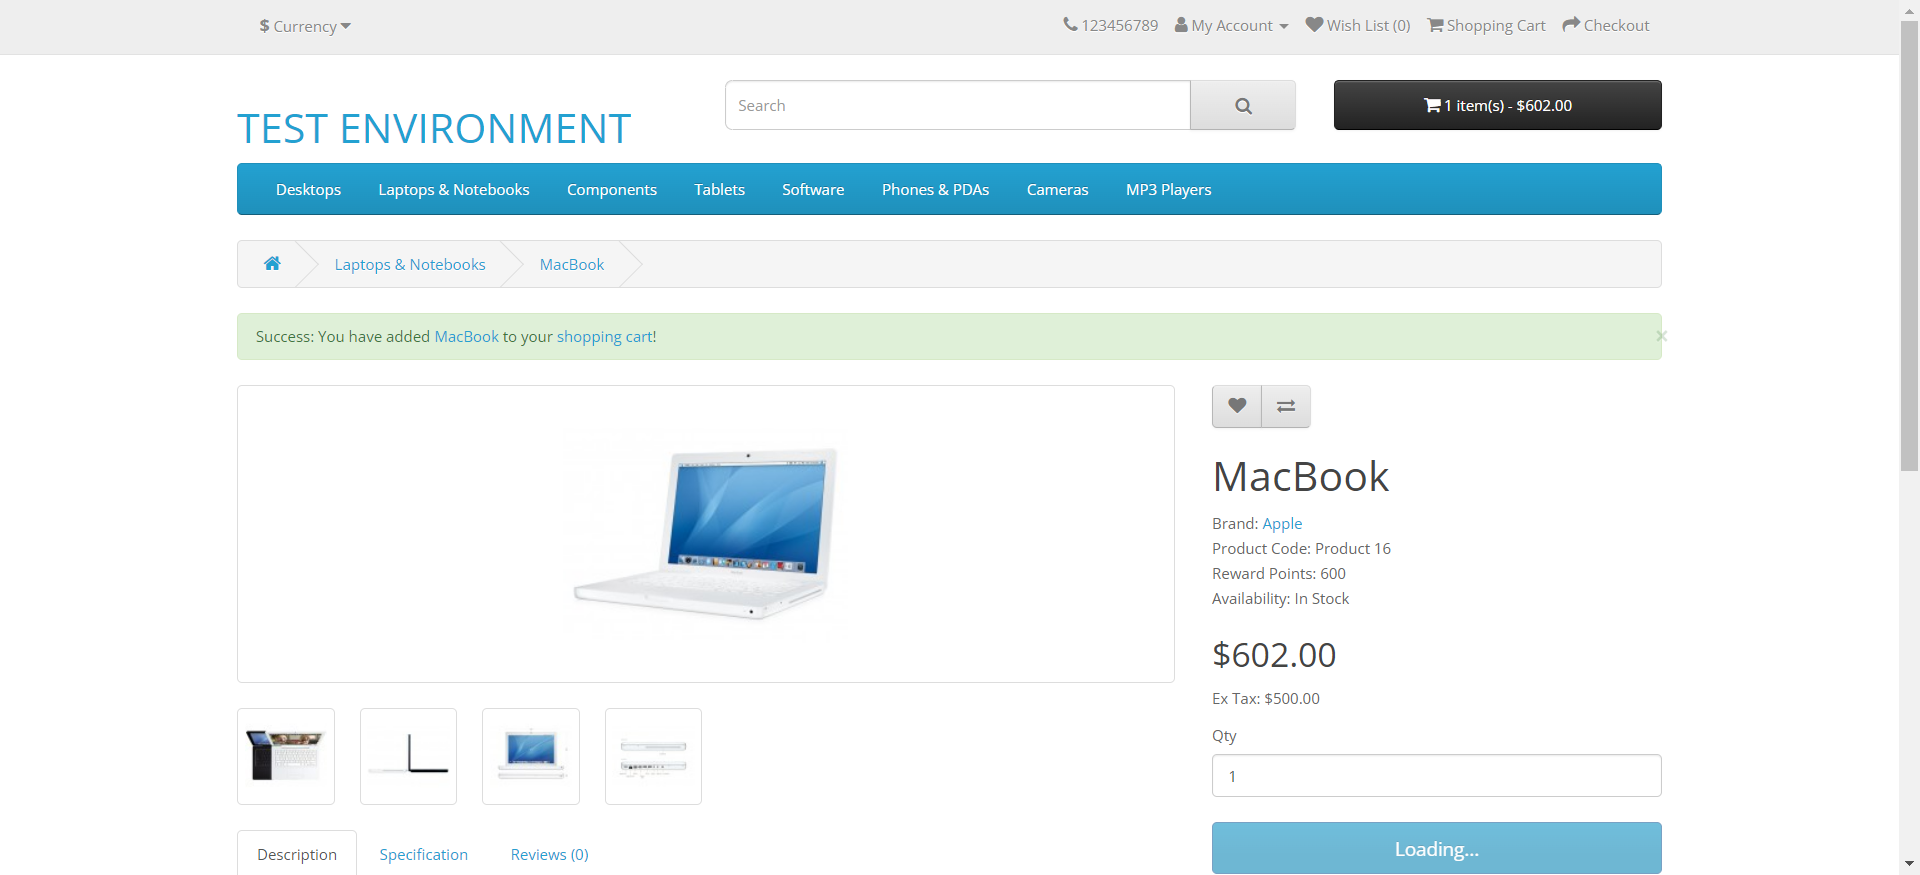 $ Currency
123456789 My Account Wish List (0) Shopping Cart Checkout
TEST ENVIRONMENT
Search
1 item(s) - $602.00
Desktops Laptops & Notebooks Components Tablets Software Phones & PDAs Cameras MP3 Players
Laptops & Notebooks MacBook
Success: You have added MacBook to your shopping cart!
×
MacBook
Brand: Apple
Product Code: Product 16
Reward Points: 600
Availability: In Stock
$602.00
Ex Tax: $500.00
Qty
1
Loading...
Description Specification Reviews (0)